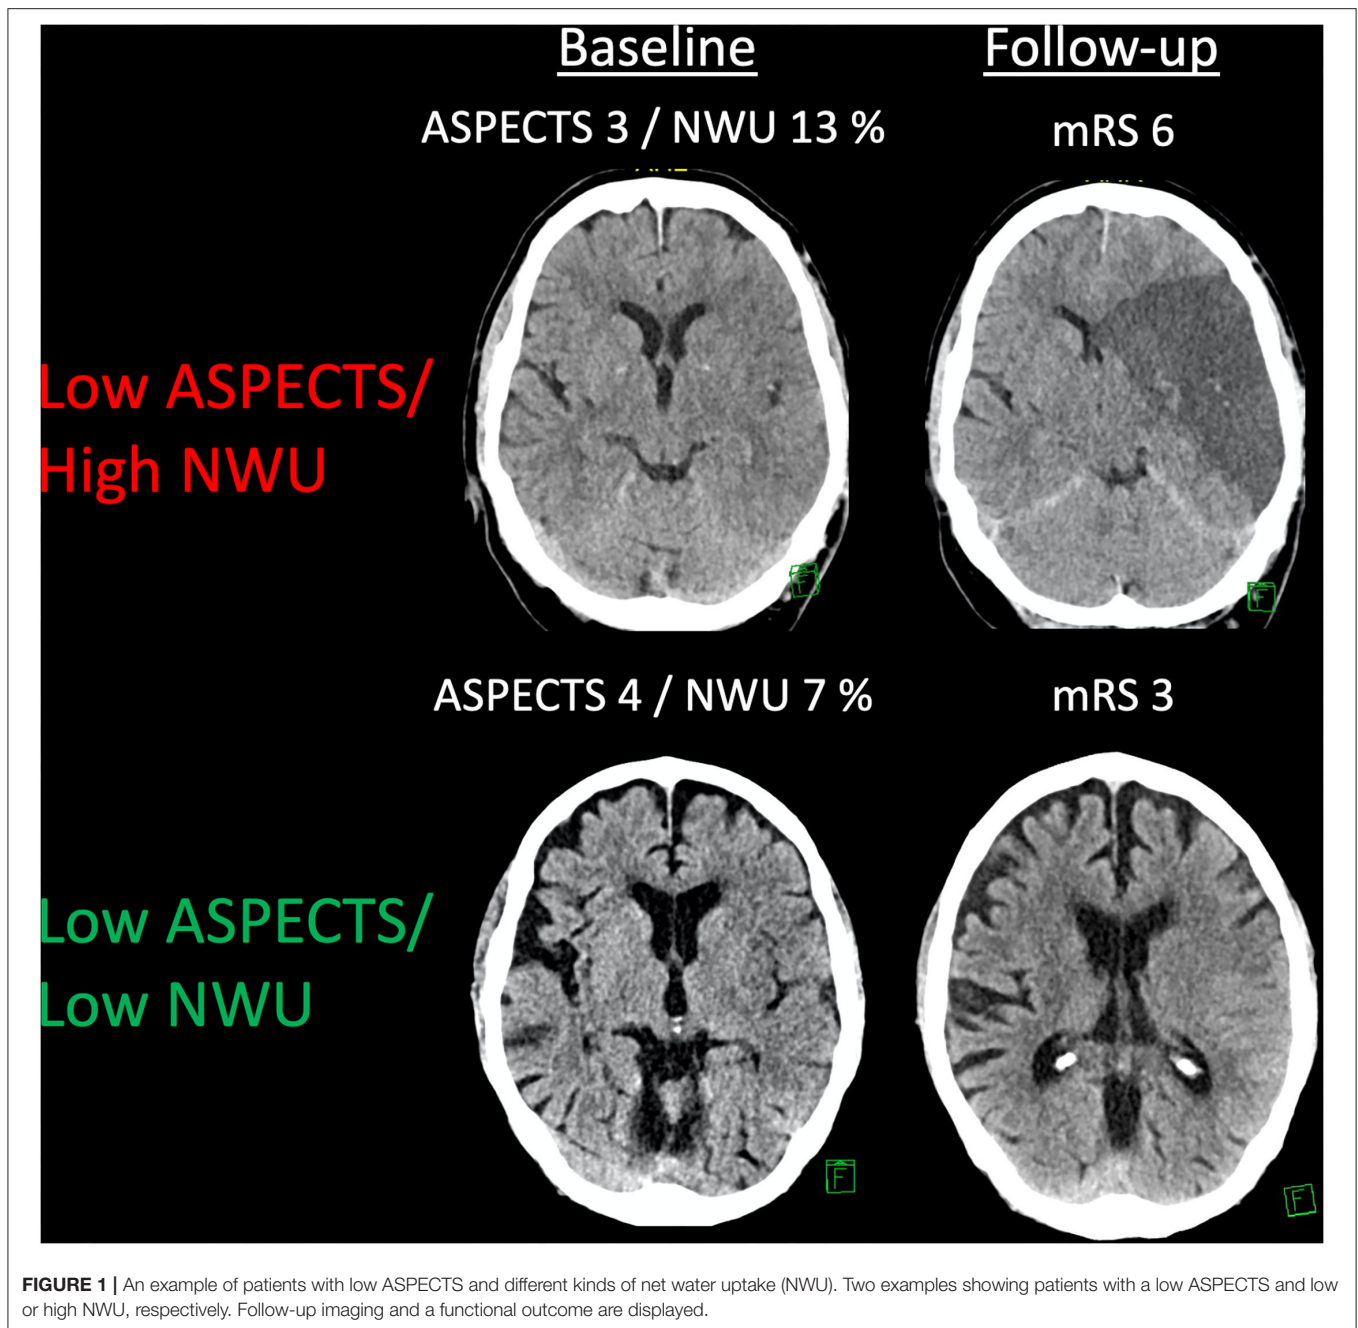 Baseline
Follow-up
ASPECTS 3 / NWU 13 %
mRS 6
Low ASPECTS/
High NWU
F
F
ASPECTS 4 / NWU 7 %
mRS 3
Low ASPECTS/
Low NWU
F
F
FIGURE 1 | An example of patients with low ASPECTS and different kinds of net water uptake (NWU). Two examples showing patients with a low ASPECTS and low
or high NWU, respectively. Follow-up imaging and a functional outcome are displayed.